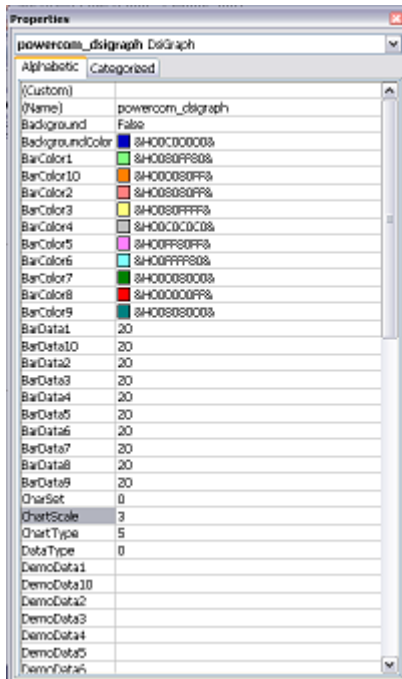 Properties
powercom_dsigraph DsiGraph
Alphabetic Categorized
(Custom)
(Name) powercom_dsigraph
Background False
BackgroundColor &H00C00000&
BarColor1 &H0080FF80&
BarColor10 &H000080FF&
BarColor2 &H008080FF&
BarColor3 &H0080FFFF&
BarColor4 &H00C0C0C0&
BarColor5 &H00FF80FF&
BarColor6 &H00FFFF80&
BarColor7 &H00008000&
BarColor8 &H000000FF&
BarColor9 &H00808000&
BarData1 20
BarData10 20
BarData2 20
BarData3 20
BarData4 20
BarData5 20
BarData6 20
BarData7 20
BarData8 20
BarData9 20
CharSet 0
ChartScale 3
ChartType 5
DataType 0
DemoData1
DemoData10
DemoData2
DemoData3
DemoData4
DemoData5
DemoData6